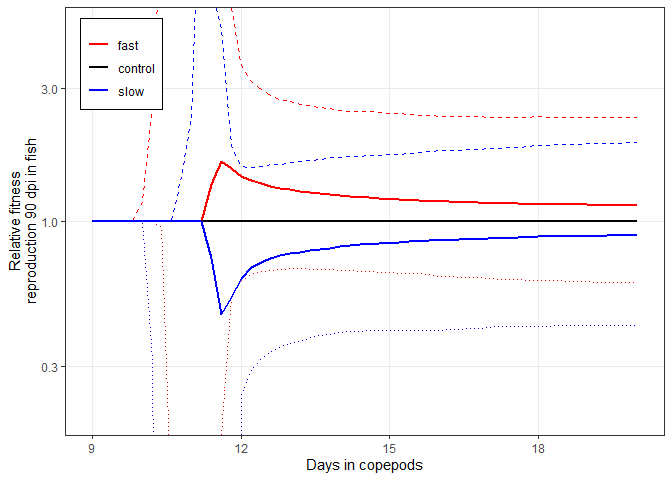 fast
control
slow
3.0
1.0
0.3
Relative fitness
reproduction 90 dpi in fish
9
12
15
18
Days in copepods